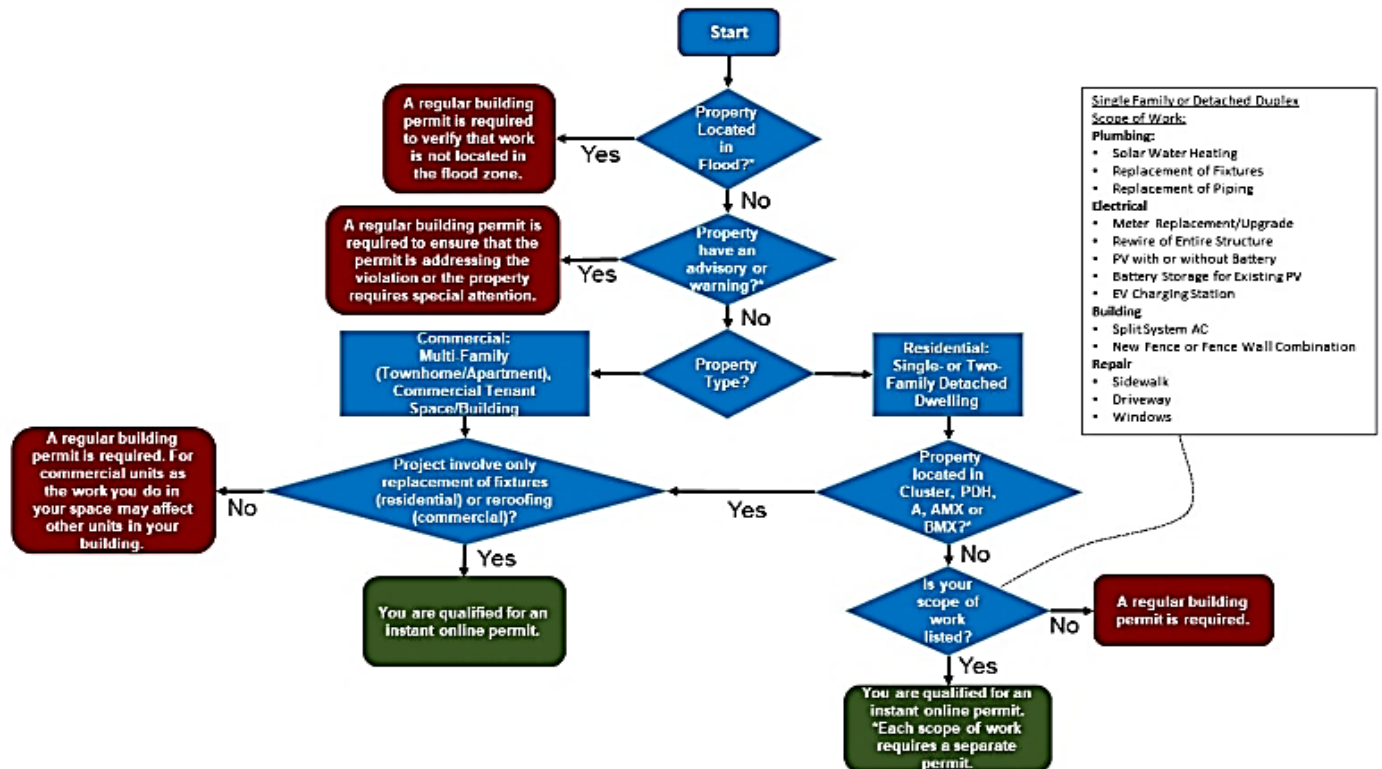 Start
Property
Located
in
Flood?*
A regular building
permit is required
to verify that work
is not located in
the flood zone.
Yes
No
Property
have an
advisory or
warning?*
A regular building permit is
required to ensure that the
permit is addressing the
violation or the property
requires special attention.
Yes
No
Property
Type?
Commercial:
Multi-Family
(Townhome/Apartment),
Commercial Tenant
Space/Building
Residential:
Single- or Two-
Family Detached
Dwelling
Single Family or Detached Duplex
Scope of Work:
Plumbing:
• Solar Water Heating
• Replacement of Fixtures
• Replacement of Piping
Electrical
• Meter Replacement/Upgrade
• Rewire of Entire Structure
• PV with or without Battery
• Battery Storage for Existing PV
• EV Charging Station
Building
• Split System AC
• New Fence or Fence Wall Combination
Repair
• Sidewalk
• Driveway
• Windows
A regular building
permit is required. For
commercial units as
the work you do in
your space may affect
other units in your
building.
No
Project involve only
replacement of fixtures
(residential) or reroofing
(commercial)?
Yes
Property
located in
Cluster, PDH,
A, AMX or
BMX?*
Yes
No
You are qualified for an
instant online permit.
Is your
scope of
work
listed?
No
A regular building
permit is required.
Yes
You are qualified for an
instant online permit.
*Each scope of work
requires a separate
permit.